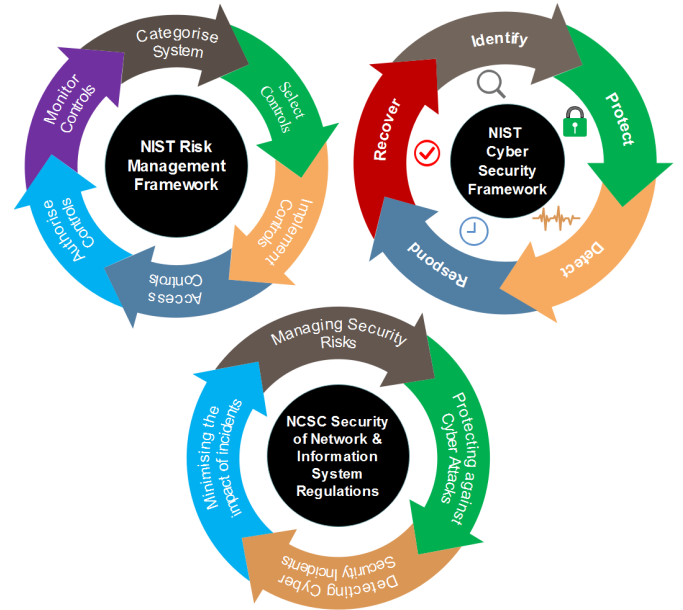 Categorise
System
Select
Controls
Implement
Controls
Access
Controls
Authorise
Controls
Monitor
Controls
NIST Risk
Management
Framework
Identify
Protect
Detect
Respond
Recover
NIST
Cyber
Security
Framework
Managing Security
Risks
Protecting against
Cyber Attacks
Detecting Cyber
Security Incidents
Minimising the
impact of incidents
NCSC Security
of Network &
Information
System
Regulations